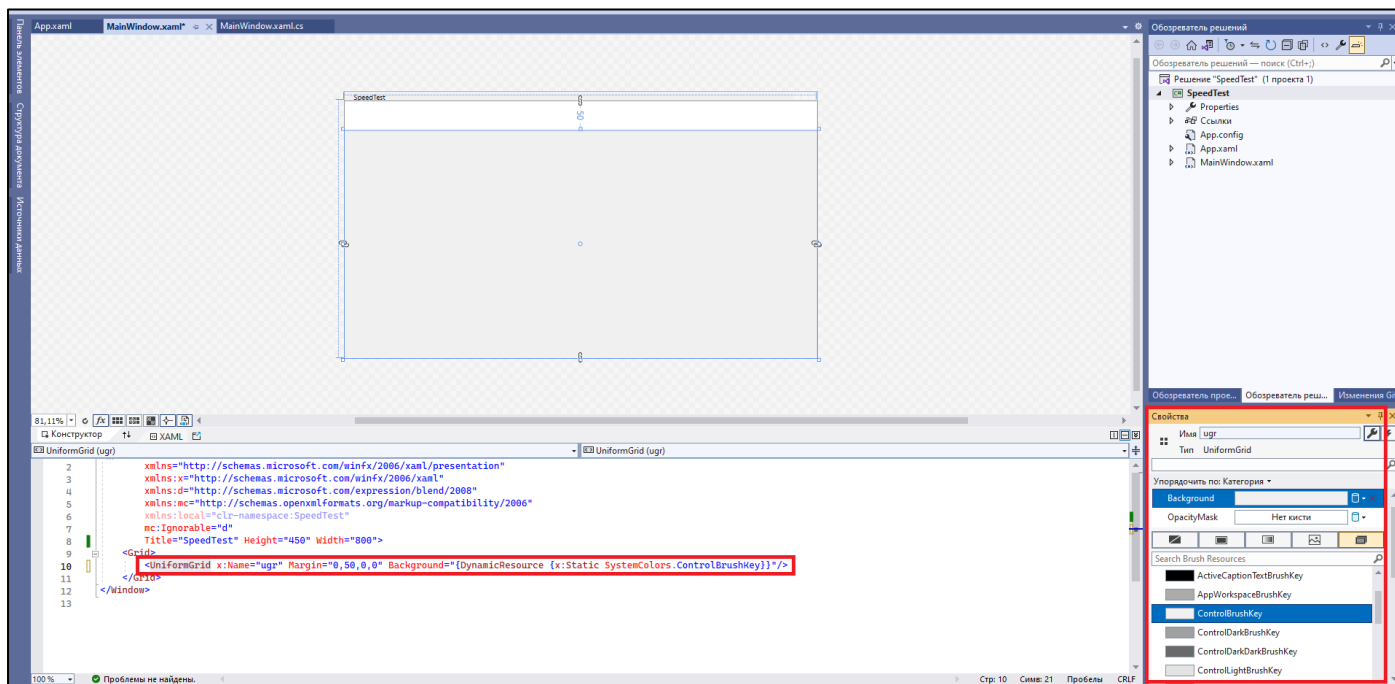 App.xaml
MainWindow.xaml*
MainWindow.xaml.cs
Панель элементов
Структура документа
Источники данных
SpeedTest
50
Обозреватель решений
Обозреватель решений — поиск (Ctrl+;)
Решение "SpeedTest" (1 проекта 1)
SpeedTest
Properties
Ссылки
App.config
App.xaml
MainWindow.xaml
Обозреватель прое...
Обозреватель реш...
Изменения Git
81,11%
fx
Конструктор
XAML
UniformGrid (ugr)
UniformGrid (ugr)
2 xmlns="http://schemas.microsoft.com/winfx/2006/xaml/presentation"
3 xmlns:x="http://schemas.microsoft.com/winfx/2006/xaml"
4 xmlns:d="http://schemas.microsoft.com/expression/blend/2008"
5 xmlns:mc="http://schemas.openxmlformats.org/markup-compatibility/2006"
6 xmlns:local="clr-namespace:SpeedTest"
7 mc:Ignorable="d"
8 Title="SpeedTest" Height="450" Width="800">
9 <Grid>
10 <UniformGrid x:Name="ugr" Margin="0,50,0,0" Background="{DynamicResource {x:Static SystemColors.ControlBrushKey}}"/>
11 </Grid>
12 </Window>
13
100 %
Проблемы не найдены.
Стр: 10 Симв: 21 Пробелы CRLF
Свойства
Имя ugr
Тип UniformGrid
Упорядочить по: Категория
Background
OpacityMask Нет кисти
Search Brush Resources
ActiveCaptionTextBrushKey
AppWorkspaceBrushKey
ControlBrushKey
ControlDarkBrushKey
ControlDarkDarkBrushKey
ControlLightBrushKey